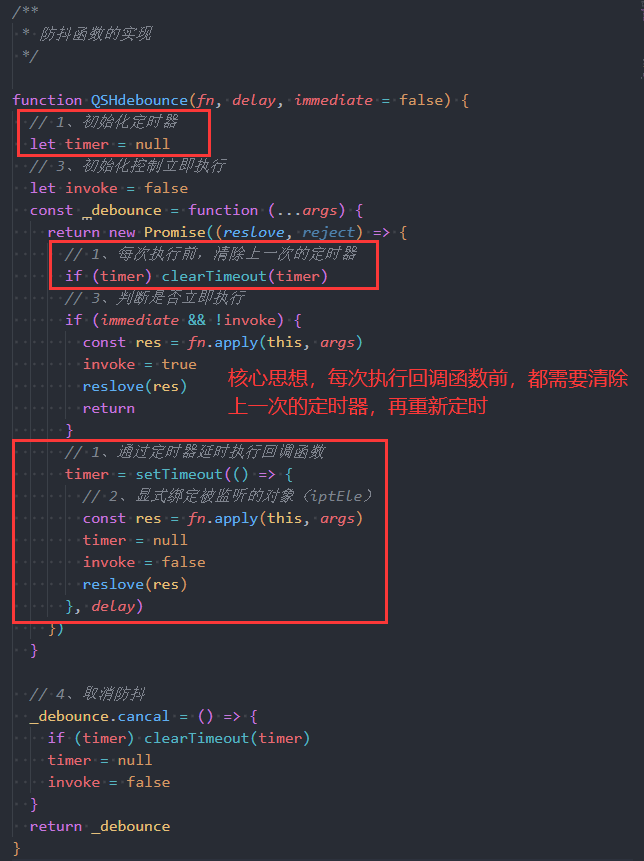 /**
 * 防抖函数的实现
 */

function QSHdebounce(fn, delay, immediate = false) {
  // 1、初始化定时器
  let timer = null
  // 3、初始化控制立即执行
  let invoke = false
  const _debounce = function (...args) {
    return new Promise((reslove, reject) => {
      // 1、每次执行前，清除上一次的定时器
      if (timer) clearTimeout(timer)
      // 3、判断是否立即执行
      if (immediate && !invoke) {
        const res = fn.apply(this, args)
        invoke = true
        reslove(res)
        return
      }
核心思想，每次执行回调函数前，都需要清除
上一次的定时器，再重新定时
      // 1、通过定时器延时执行回调函数
      timer = setTimeout(() => {
        // 2、显式绑定被监听的对象（iptEle）
        const res = fn.apply(this, args)
        timer = null
        invoke = false
        reslove(res)
      }, delay)
    })
  }

  // 4、取消防抖
  _debounce.cancal = () => {
    if (timer) clearTimeout(timer)
    timer = null
    invoke = false
  }
  return _debounce
}